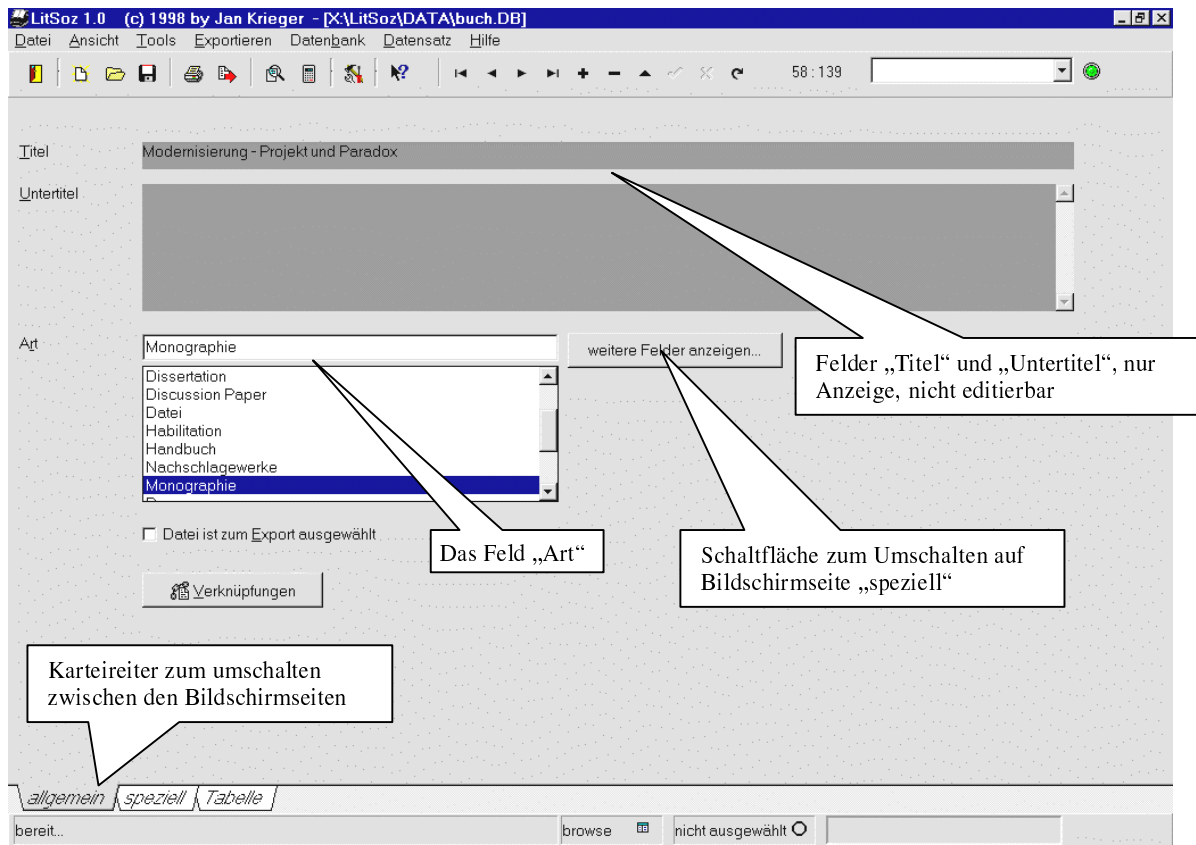 LitSoz 1.0 (c) 1998 by Jan Krieger - [X:\LitSoz\DATA\buch.DB]
Datei Ansicht Tools Exportieren Datenbank Datensatz Hilfe
58:139
Titel
Modernisierung - Projekt und Paradox
Untertitel
Art
Monographie
weitere Felder anzeigen...
Felder „Titel“ und „Untertitel“, nur
Anzeige, nicht editierbar
Dissertation
Discussion Paper
Datei
Habilitation
Handbuch
Nachschlagewerke
Monographie
Datei ist zum Export ausgewählt
Das Feld „Art“
Schaltfläche zum Umschalten auf
Bildschirmseite „speziell“
Verknüpfungen
Karteireiter zum umschalten
zwischen den Bildschirmseiten
allgemein speziell Tabelle
bereit... browse nicht ausgewählt